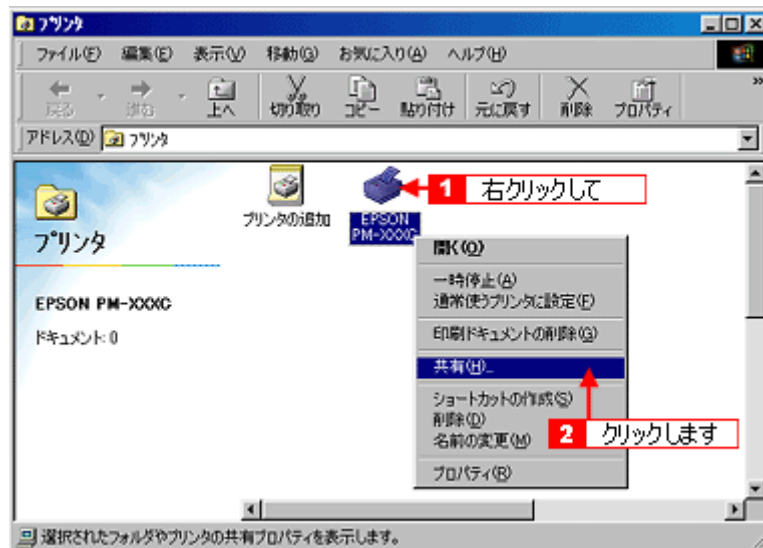 プリンタ
ファイル(F) 編集(E) 表示(V) 移動(G) お気に入り(A) ヘルプ(H)
戻る 進む 上へ 切り取り コピー 貼り付け 元に戻す 削除 プロパティ »
アドレス(D) プリンタ
プリンタ
EPSON PM-XXXC
ドキュメント: 0
プリンタの追加
EPSON
PM-XXXC
1 右クリックして
開く(O)
一時停止(A)
通常使うプリンタに設定(F)
印刷ドキュメントの削除(G)
共有(H)...
ショートカットの作成(S)
削除(D)
名前の変更(M)
2 クリックします
プロパティ(R)
選択されたフォルダやプリンタの共有プロパティを表示します。